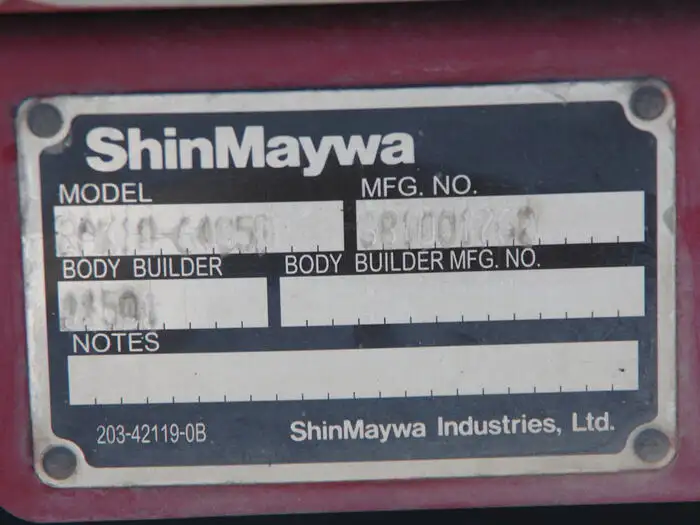 ShinMaywa
MODEL
MFG. NO.
BODY BUILDER
BODY BUILDER MFG. NO.
NOTES
203-42119-0B
ShinMaywa Industries, Ltd.